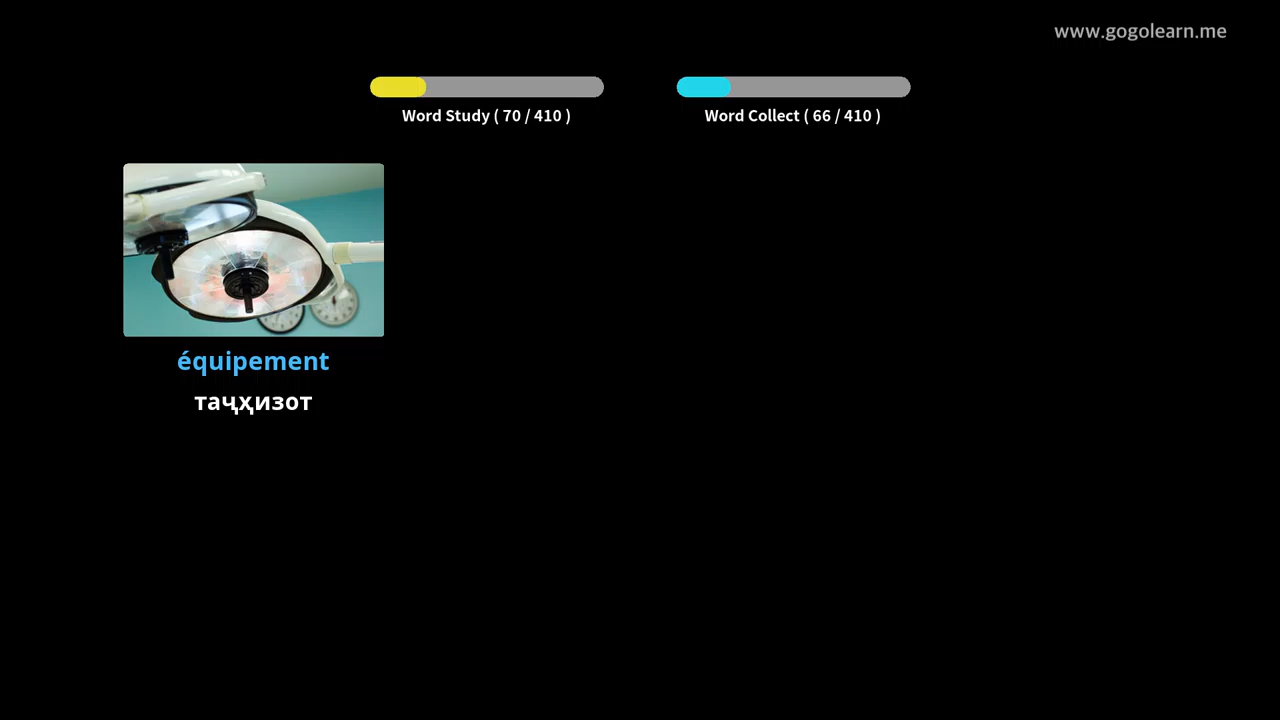 www.gogolearn.me
Word Study ( 70 / 410 )
Word Collect ( 66 / 410 )
équipement
таҷҳизот